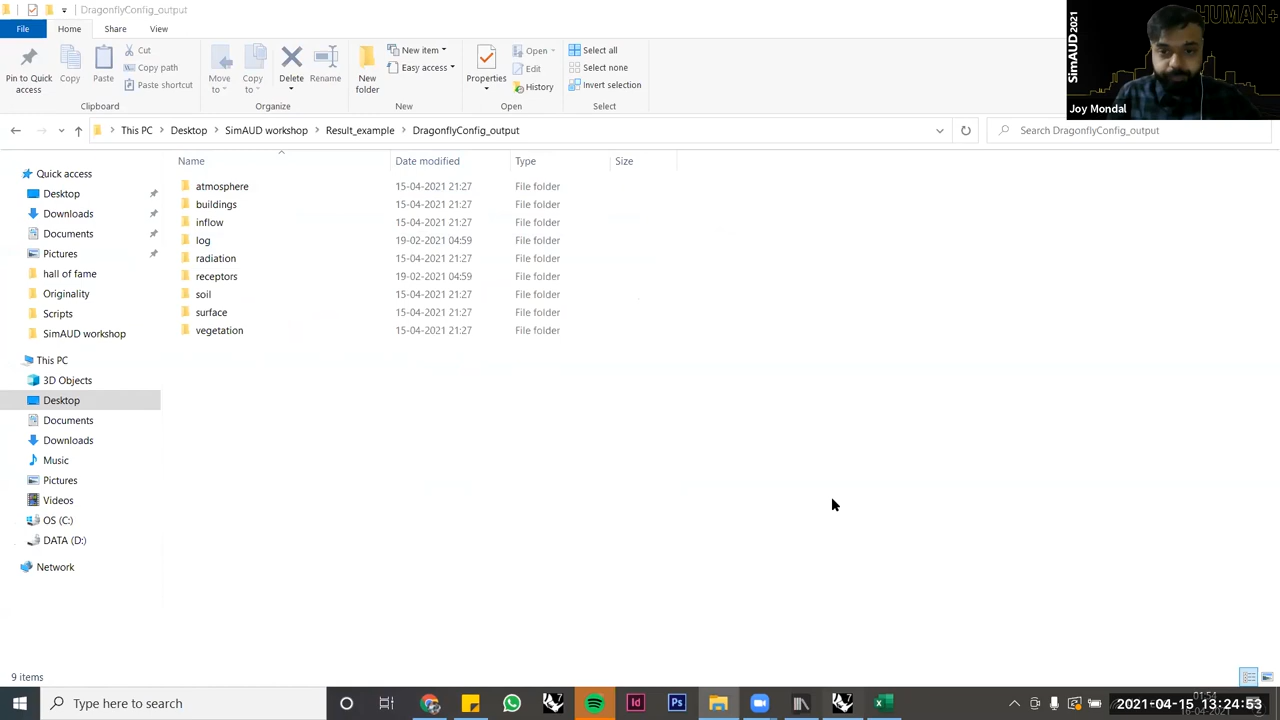 DragonflyConfig_output
File Home Share View
Pin to Quick access
Copy
Paste
Cut
Copy path
Paste shortcut
Clipboard
Move to
Copy to
Delete
Rename
Organize
New folder
New item
Easy access
New
Properties
Open
Edit
History
Open
Select all
Select none
Invert selection
Select
SimAUD2021
HUMAN+
Joy Mondal
This PC > Desktop > SimAUD workshop > Result_example > DragonflyConfig_output
Search DragonflyConfig_output
Name Date modified Type Size
atmosphere 15-04-2021 21:27 File folder
buildings 15-04-2021 21:27 File folder
inflow 15-04-2021 21:27 File folder
log 19-02-2021 04:59 File folder
radiation 15-04-2021 21:27 File folder
receptors 19-02-2021 04:59 File folder
soil 15-04-2021 21:27 File folder
surface 15-04-2021 21:27 File folder
vegetation 15-04-2021 21:27 File folder
Quick access
Desktop
Downloads
Documents
Pictures
hall of fame
Originality
Scripts
SimAUD workshop
This PC
3D Objects
Desktop
Documents
Downloads
Music
Pictures
Videos
OS (C:)
DATA (D:)
Network
9 items
Type here to search
Id
Ps
01:54
2021-04-15 13:24:53